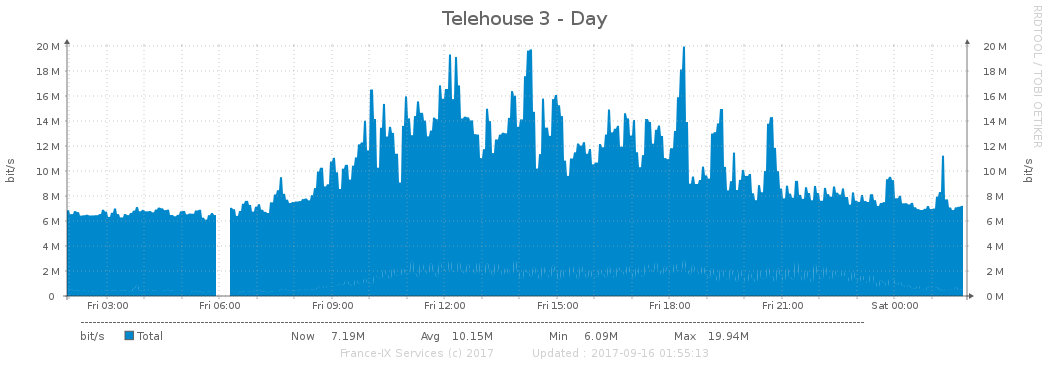 Telehouse 3 - Day
RRDTOOL / TOBI OETIKER
20 M 20 M
18 M 18 M
16 M 16 M
14 M 14 M
12 M 12 M
10 M 10 M
8 M 8 M
6 M 6 M
4 M 4 M
2 M 2 M
0 0 M
bit/s bit/s
Fri 03:00 Fri 06:00 Fri 09:00 Fri 12:00 Fri 15:00 Fri 18:00 Fri 21:00 Sat 00:00
bit/s Total Now 7.19M Avg 10.15M Min 6.09M Max 19.94M
France-IX Services (c) 2017 Updated : 2017-09-16 01:55:13